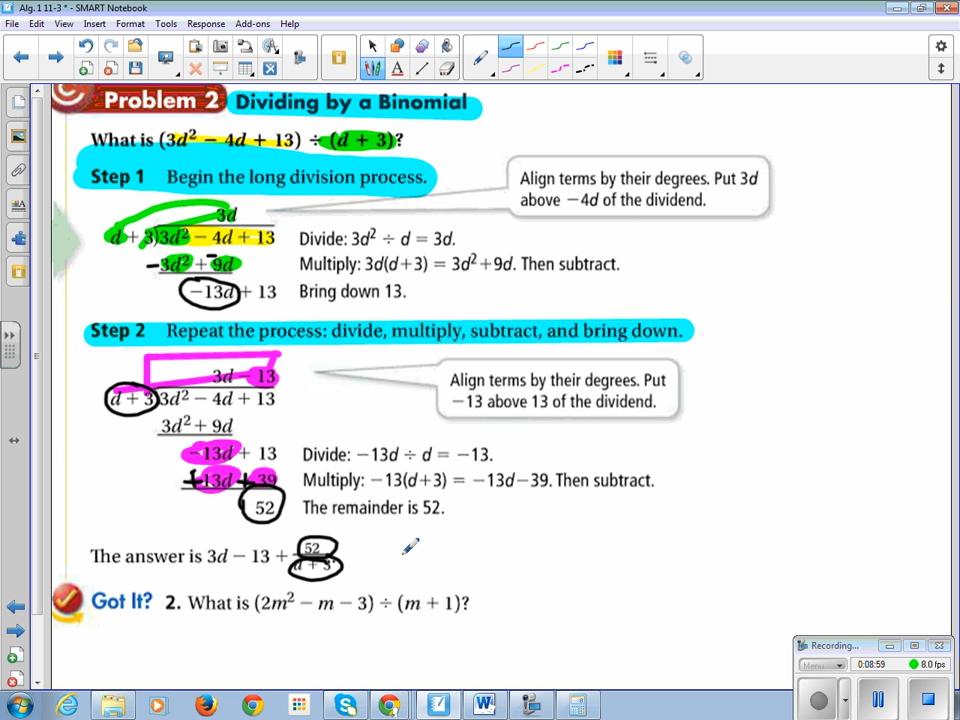 Alg. 1 11-3 * - SMART Notebook
File Edit View Insert Format Tools Response Add-ons Help
Problem 2 Dividing by a Binomial
What is (3d² − 4d + 13) ÷ (d + 3)?
Step 1 Begin the long division process.
Align terms by their degrees. Put 3d
above −4d of the dividend.
3d
d + 3)3d² − 4d + 13 Divide: 3d² ÷ d = 3d.
−3d² + 9d Multiply: 3d(d+3) = 3d²+9d. Then subtract.
−13d + 13 Bring down 13.
Step 2 Repeat the process: divide, multiply, subtract, and bring down.
Align terms by their degrees. Put
−13 above 13 of the dividend.
3d − 13
d + 3)3d² − 4d + 13
3d² + 9d
−13d + 13 Divide: −13d ÷ d = −13.
+13d + 39 Multiply: −13(d+3) = −13d−39. Then subtract.
52 The remainder is 52.
The answer is 3d − 13 + 52
d + 3
Got It? 2. What is (2m² − m − 3) ÷ (m + 1)?
Recording...
Menu 0:08:59 8.0 fps